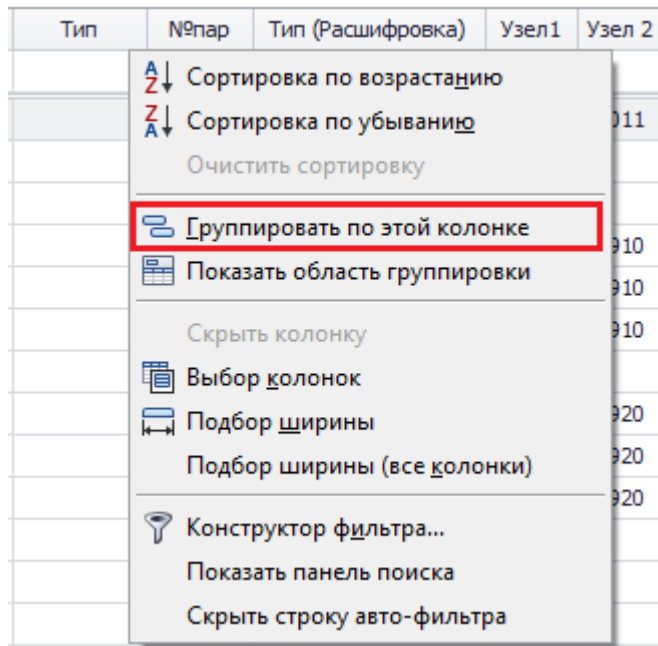 Тип №пар Тип (Расшифровка) Узел1 Узел 2
Сортировка по возрастанию
Сортировка по убыванию
Очистить сортировку
Группировать по этой колонке
Показать область группировки
Скрыть колонку
Выбор колонок
Подбор ширины
Подбор ширины (все колонки)
Конструктор фильтра...
Показать панель поиска
Скрыть строку авто-фильтра